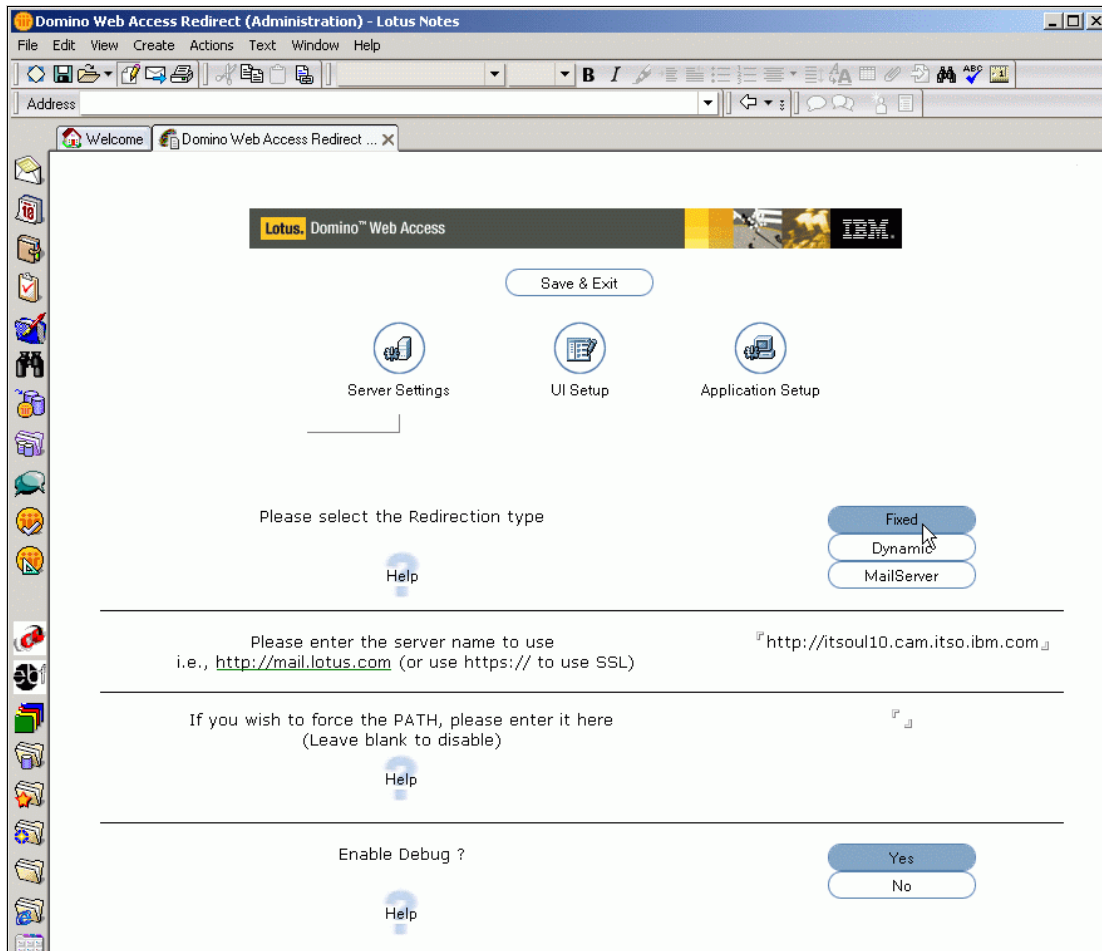 Domino Web Access Redirect (Administration) - Lotus Notes
File Edit View Create Actions Text Window Help
B I
Address
Welcome Domino Web Access Redirect ...
18
Lotus. Domino™ Web Access IBM.
Save & Exit
Server Settings UI Setup Application Setup
Please select the Redirection type
Fixed
Dynamic
MailServer
Help
Please enter the server name to use
i.e., http://mail.lotus.com (or use https:// to use SSL)
http://itsoul10.cam.itso.ibm.com
If you wish to force the PATH, please enter it here
(Leave blank to disable)
Help
Enable Debug ?
Yes
No
Help